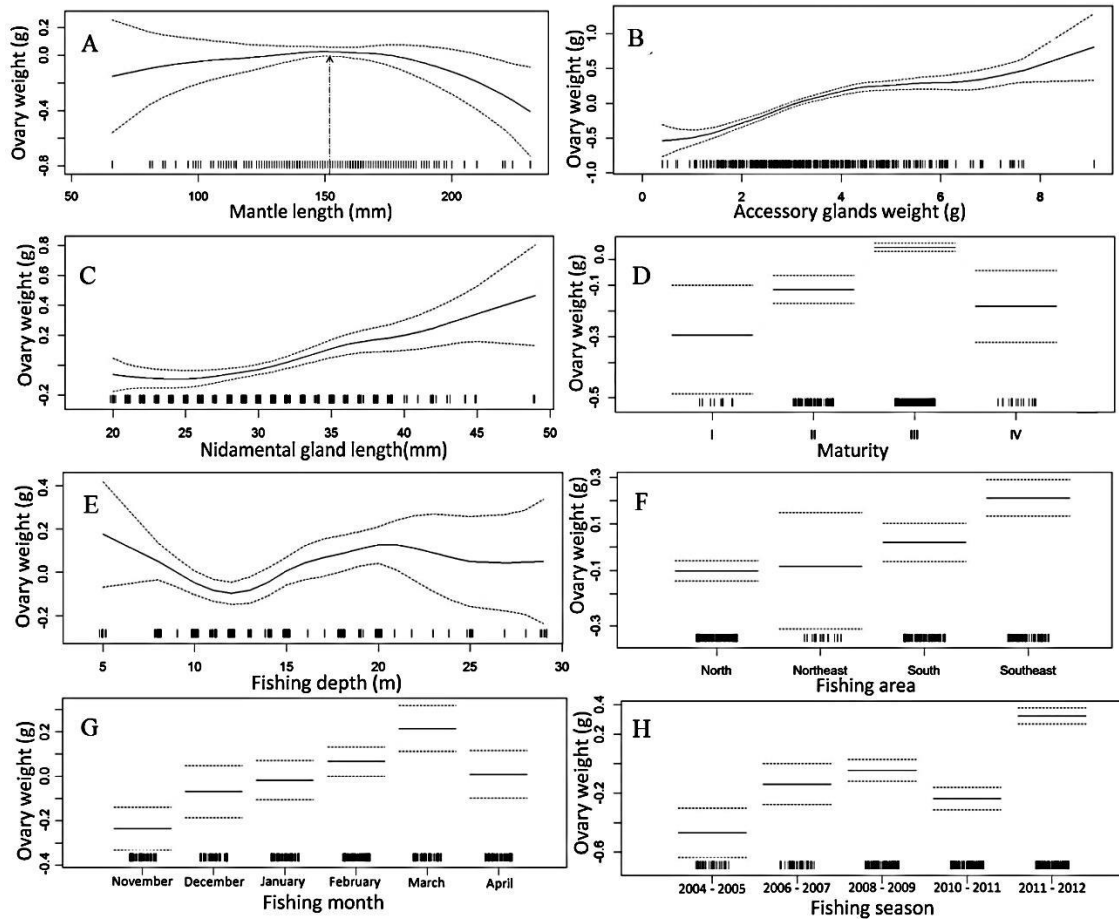 A
Ovary weight (g)
0.2
0.0
-0.4
-0.8
50 100 150 200
Mantle length (mm)
B
Ovary weight (g)
1.0
0.5
0.0
-0.5
-1.0
0 2 4 6 8
Accessory glands weight (g)
C
Ovary weight (g)
0.8
0.6
0.4
0.2
-0.2
20 25 30 35 40 45 50
Nidamental gland length(mm)
D
Ovary weight (g)
0.0
-0.1
-0.3
-0.5
I II III IV
Maturity
E
Ovary weight (g)
0.4
0.2
0.0
-0.2
5 10 15 20 25 30
Fishing depth (m)
F
Ovary weight (g)
0.3
0.1
-0.1
-0.3
North Northeast South Southeast
Fishing area
G
Ovary weight (g)
0.2
0.0
-0.2
-0.4
November December January February March April
Fishing month
H
Ovary weight (g)
0.4
0.2
-0.2
-0.6
2004 - 2005 2006 - 2007 2008 - 2009 2010 - 2011 2011 - 2012
Fishing season